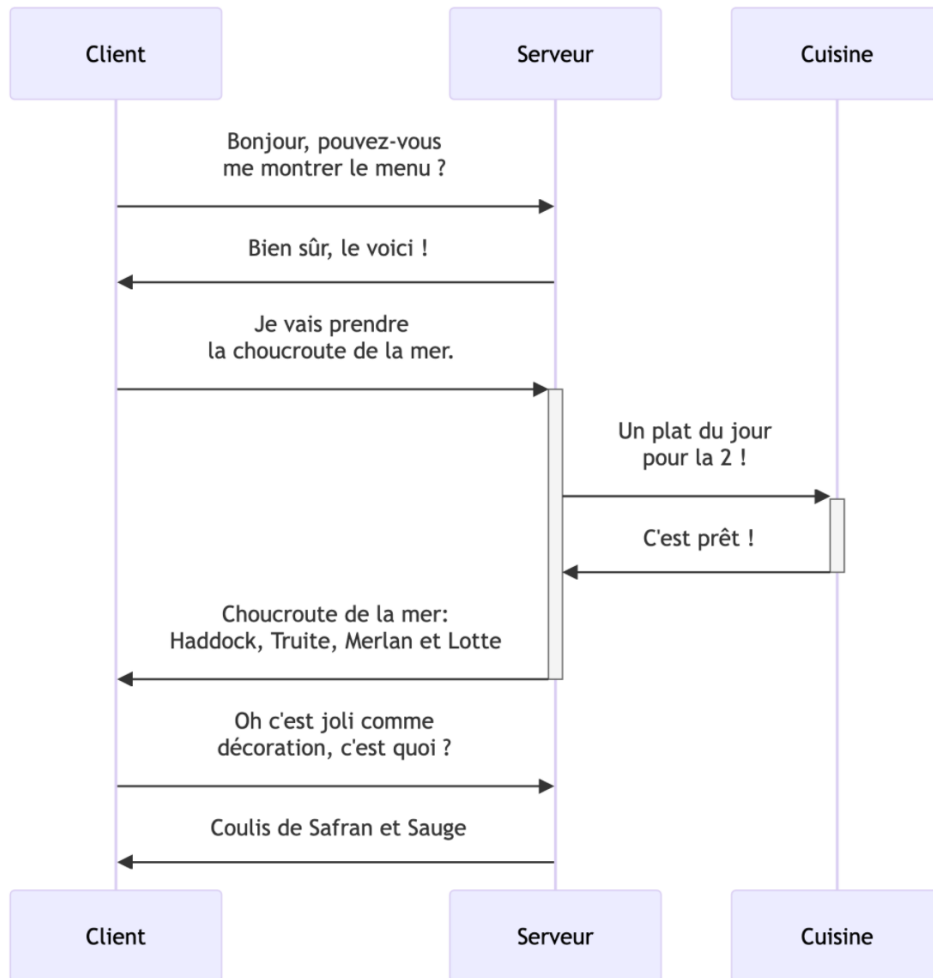 Client
Serveur
Cuisine
Bonjour, pouvez-vous
me montrer le menu ?
Bien sûr, le voici !
Je vais prendre
la choucroute de la mer.
Un plat du jour
pour la 2 !
C'est prêt !
Choucroute de la mer:
Haddock, Truite, Merlan et Lotte
Oh c'est joli comme
décoration, c'est quoi ?
Coulis de Safran et Sauge
Client
Serveur
Cuisine